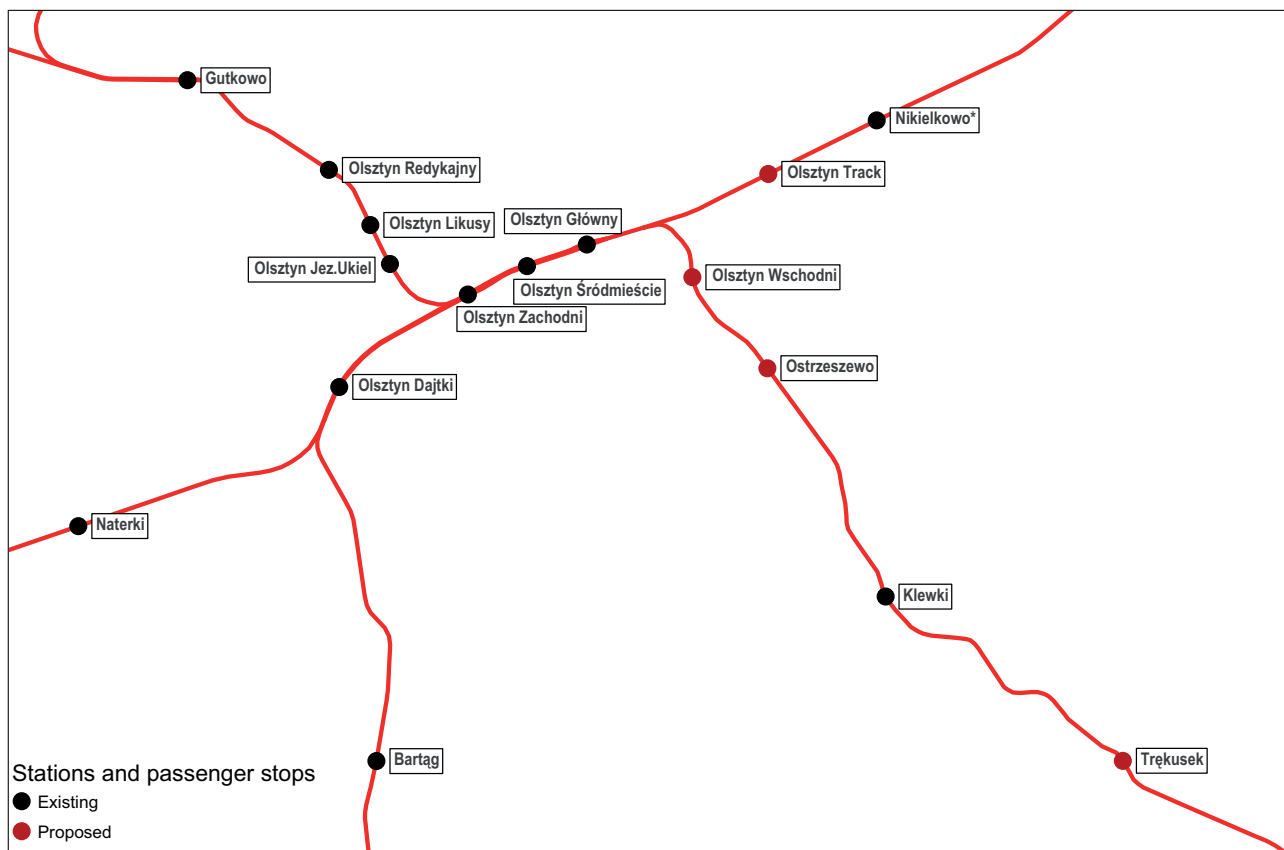 Gutkowo
Nikielkowo*
Olsztyn Redykajny
Olsztyn Track
Olsztyn Główny
Olsztyn Likusy
Olsztyn Jez.Ukiel
Olsztyn Wschodni
Olsztyn Śródmieście
Olsztyn Zachodni
Ostrzeszewo
Olsztyn Dajtki
Naterki
Klewki
Bartąg
Trękusek
Stations and passenger stops
Existing
Proposed